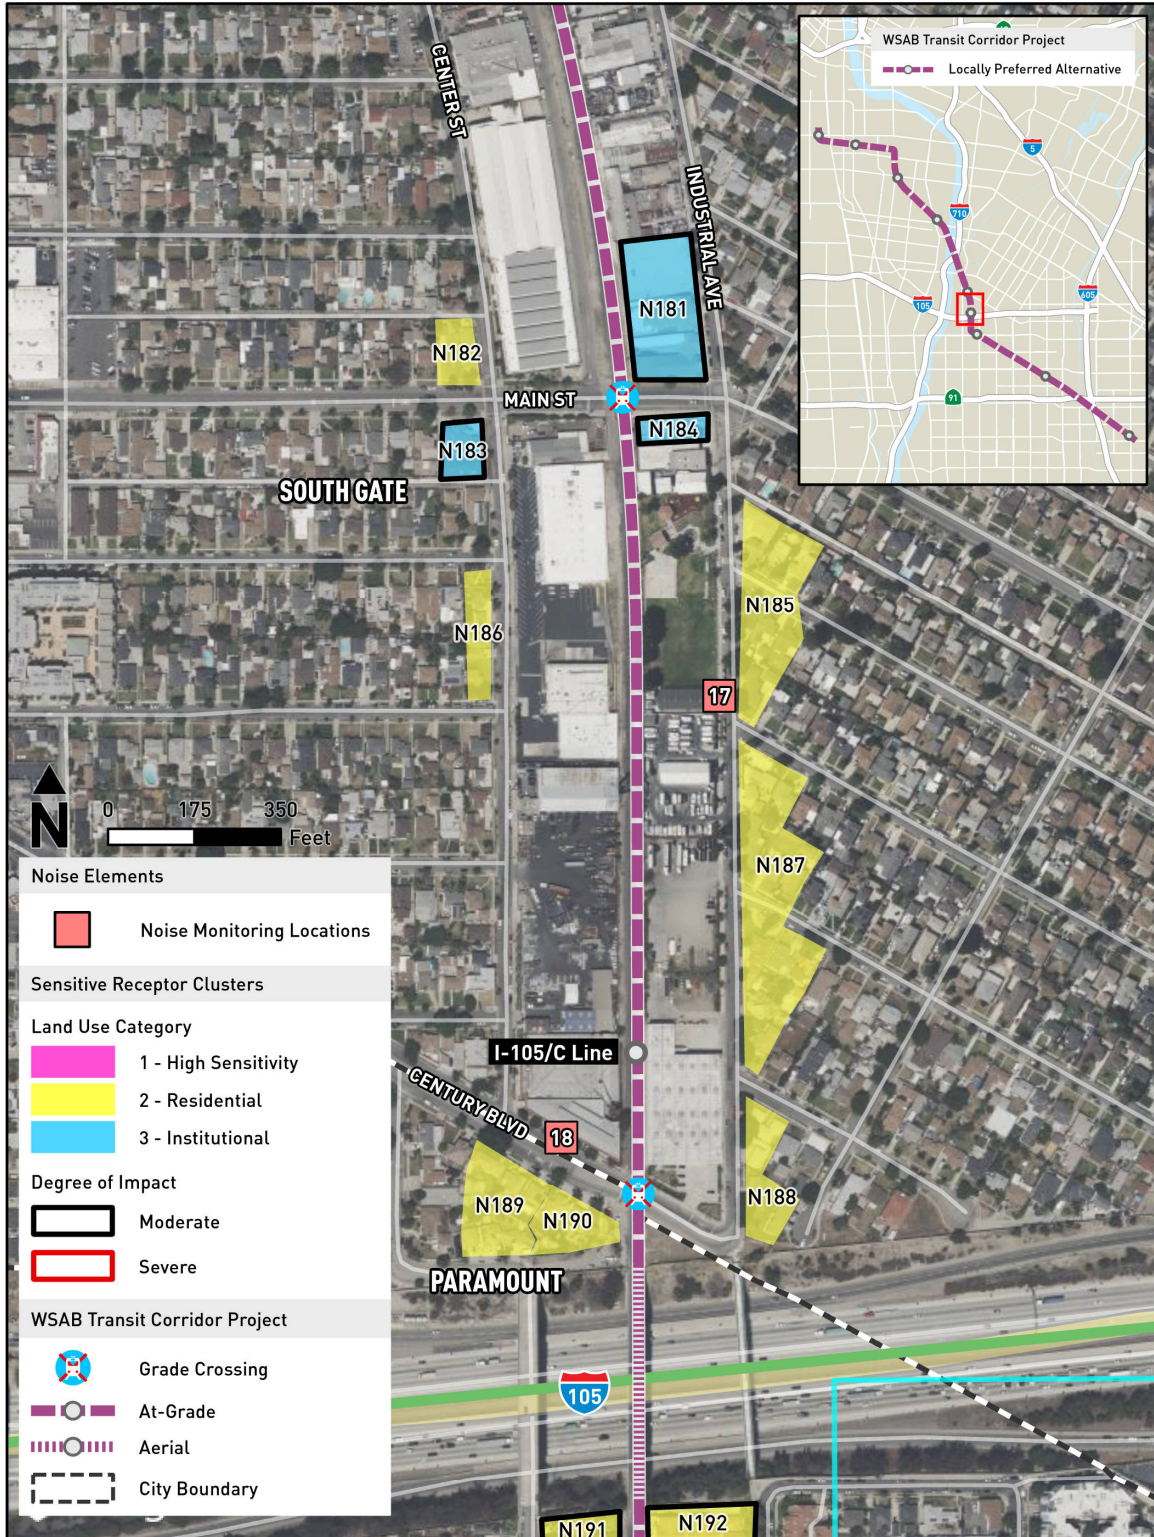 CENTER ST
INDUSTRIAL AVE
WSAB Transit Corridor Project
Locally Preferred Alternative
5
710
105
605
91
N181
N182
MAIN ST
N183
N184
SOUTH GATE
N185
N186
17
N187
N
0 175 350
Feet
I-105/C Line
CENTURY BLVD
18
N189
N190
N188
PARAMOUNT
105
N191
N192
Noise Elements
Noise Monitoring Locations
Sensitive Receptor Clusters
Land Use Category
1 - High Sensitivity
2 - Residential
3 - Institutional
Degree of Impact
Moderate
Severe
WSAB Transit Corridor Project
Grade Crossing
At-Grade
Aerial
City Boundary